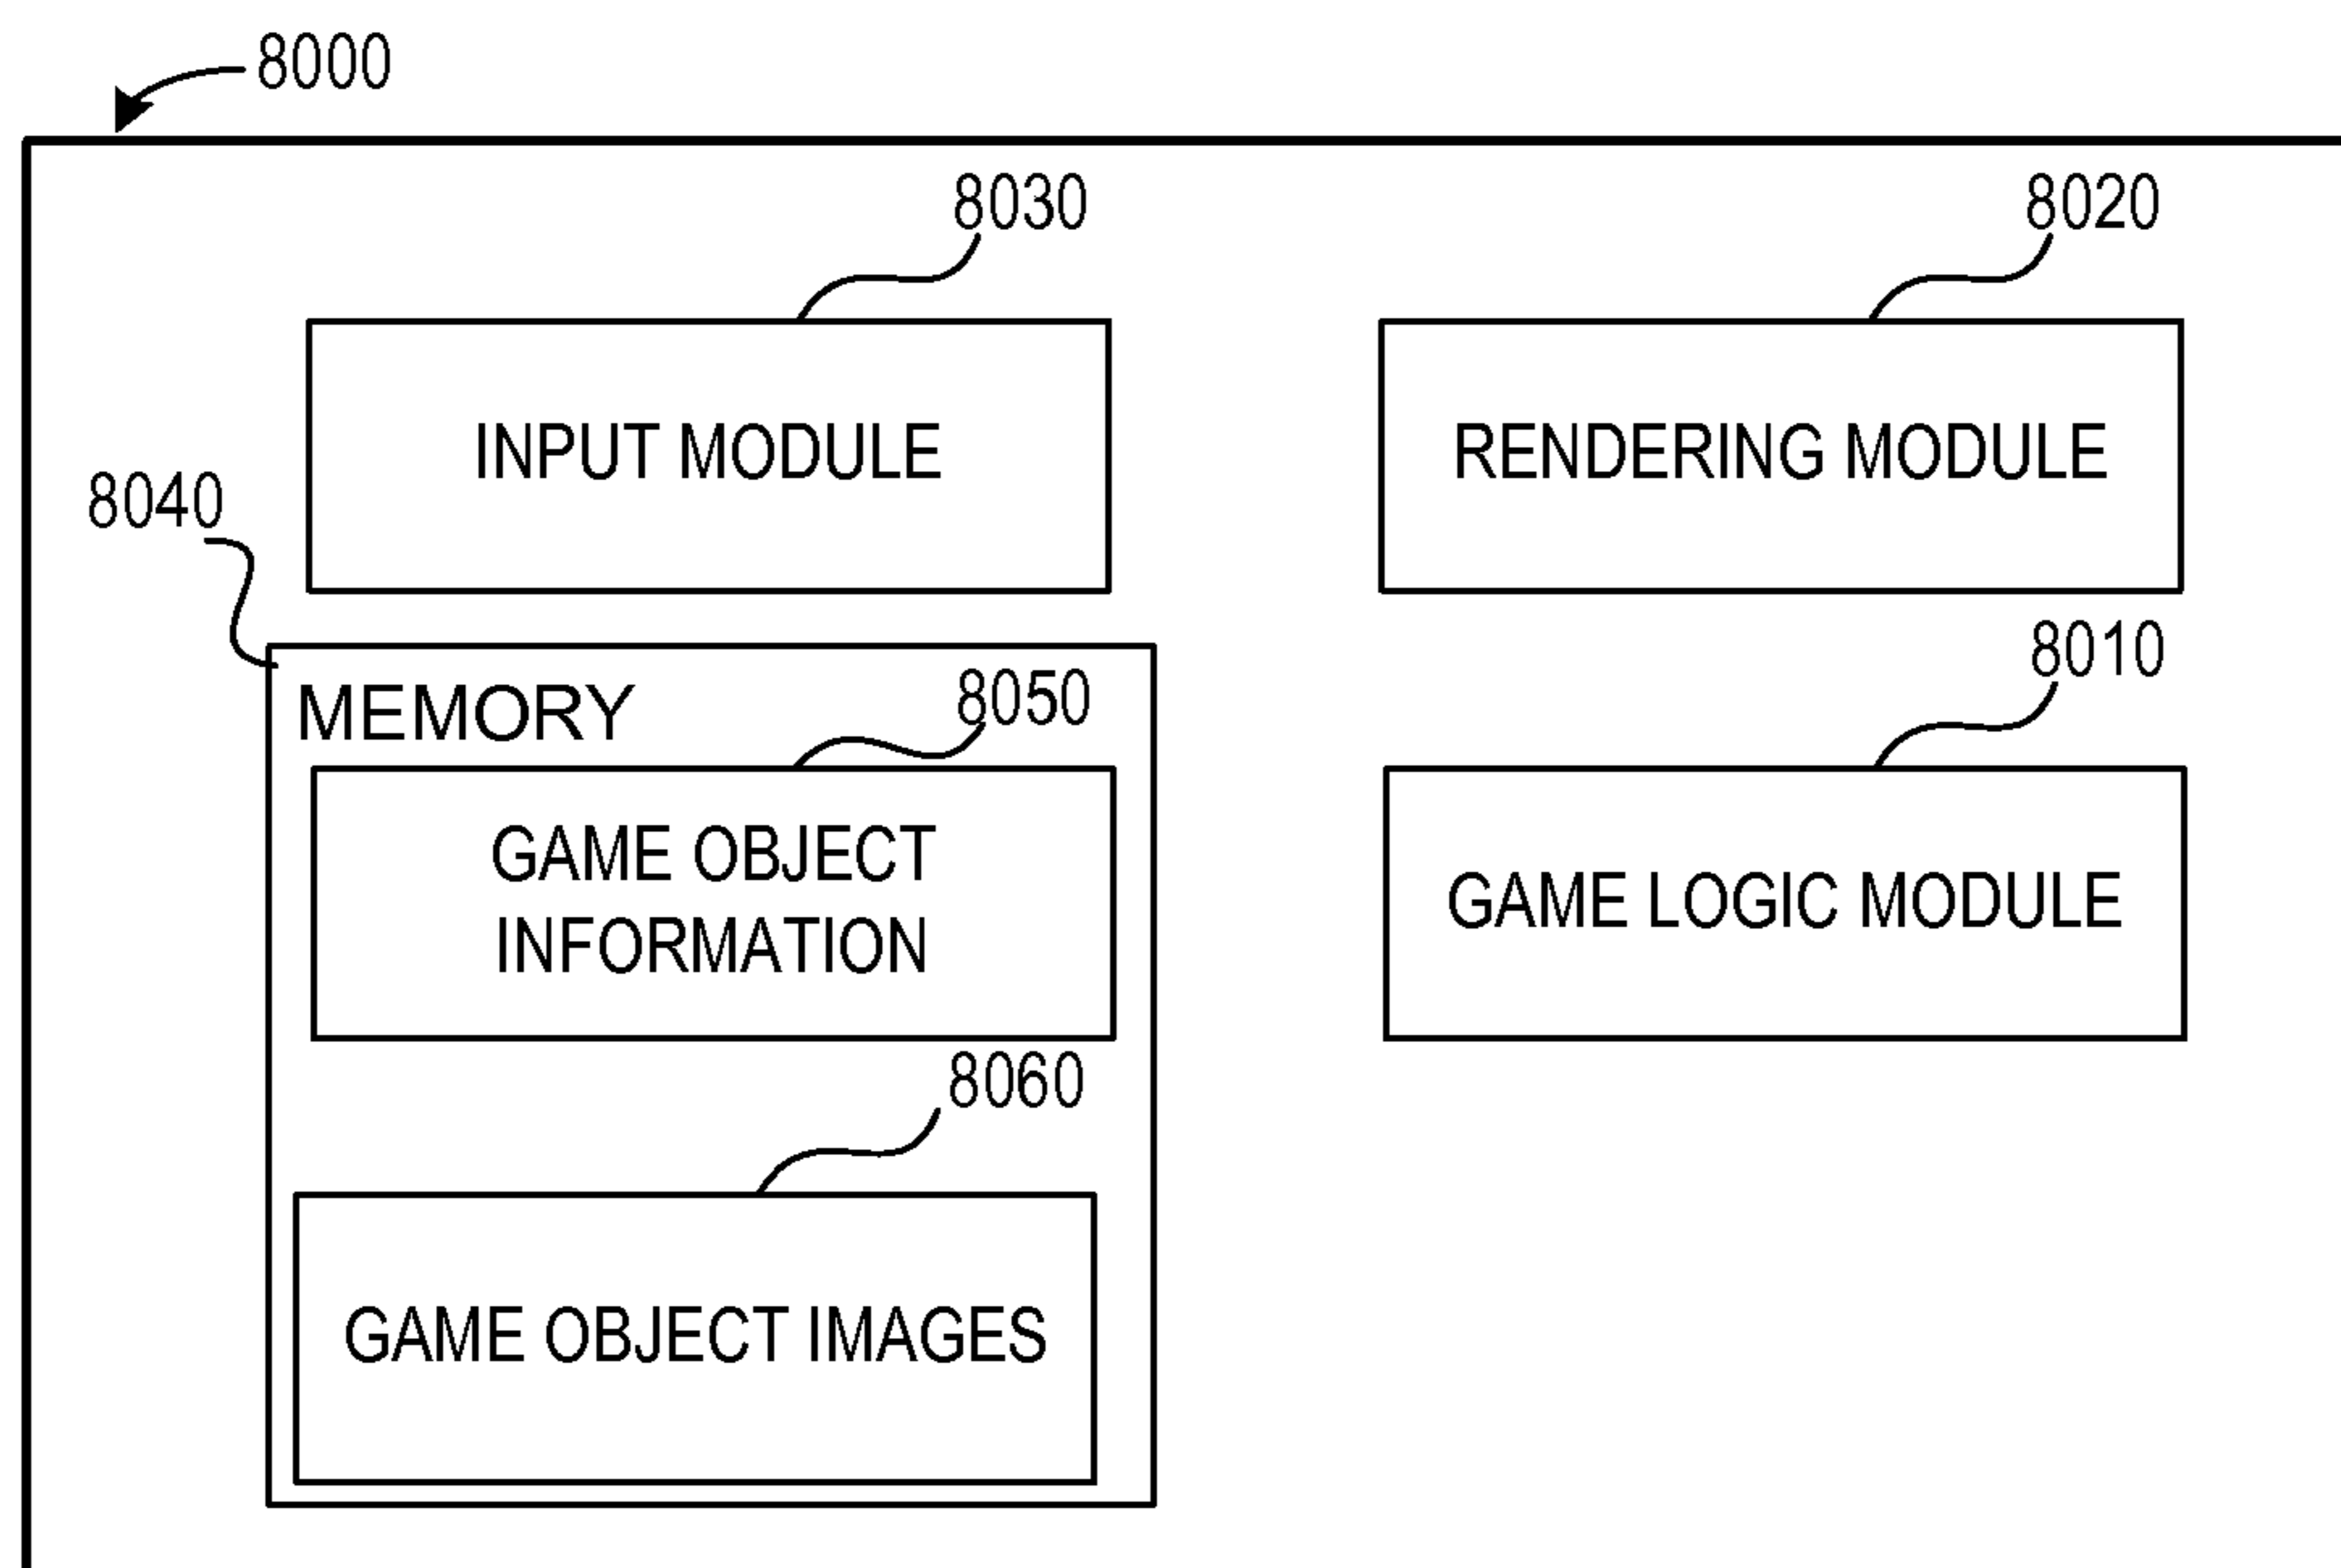 8000
8030
8020
INPUT MODULE
RENDERING MODULE
8040
8010
MEMORY
8050
GAME OBJECT
INFORMATION
GAME LOGIC MODULE
8060
GAME OBJECT IMAGES